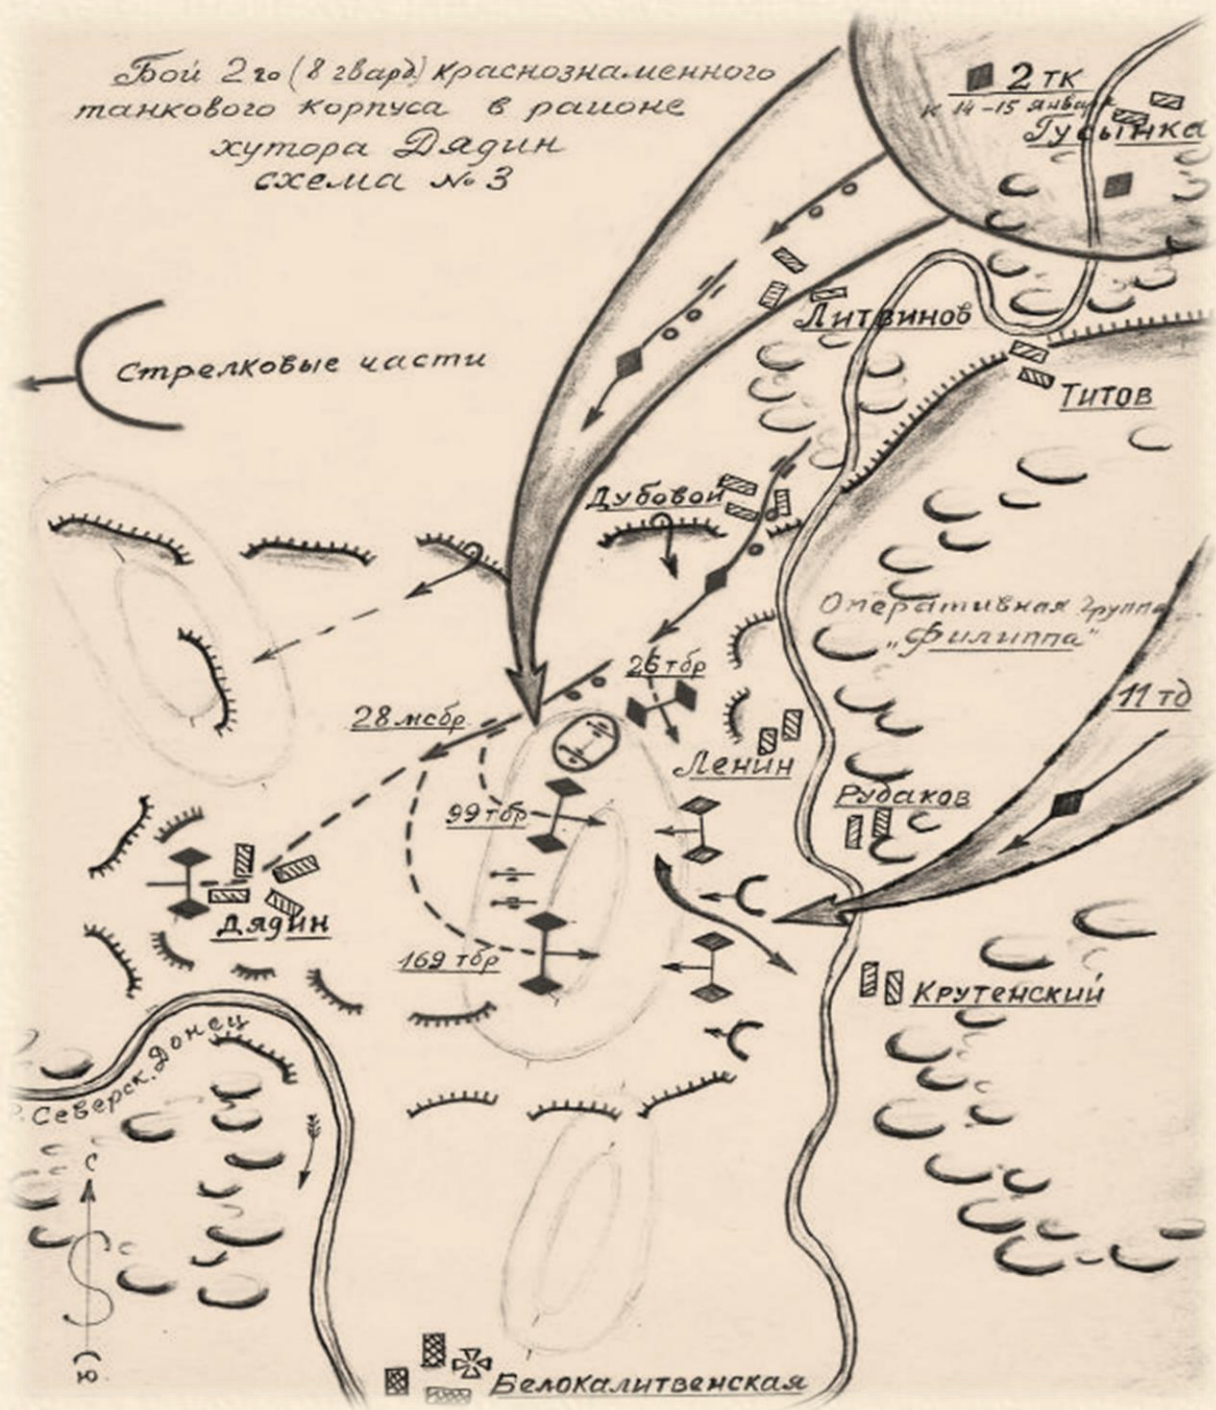 Бой 2го (8 гвард.) краснознаменного
танкового корпуса в районе
хутора Дядин
схема №3
2 тк
к 14-15 января
Гусынка
Литвинов
Стрелковые части
Титов
Дубовой
Оперативная группа
„Филиппа"
26 тбр
11 тд
28 мсбр
Ленин
Рудаков
99 тбр
Дядин
169 тбр
Крутенский
р. Северск. Донец
С
Ю
Белокалитвенская